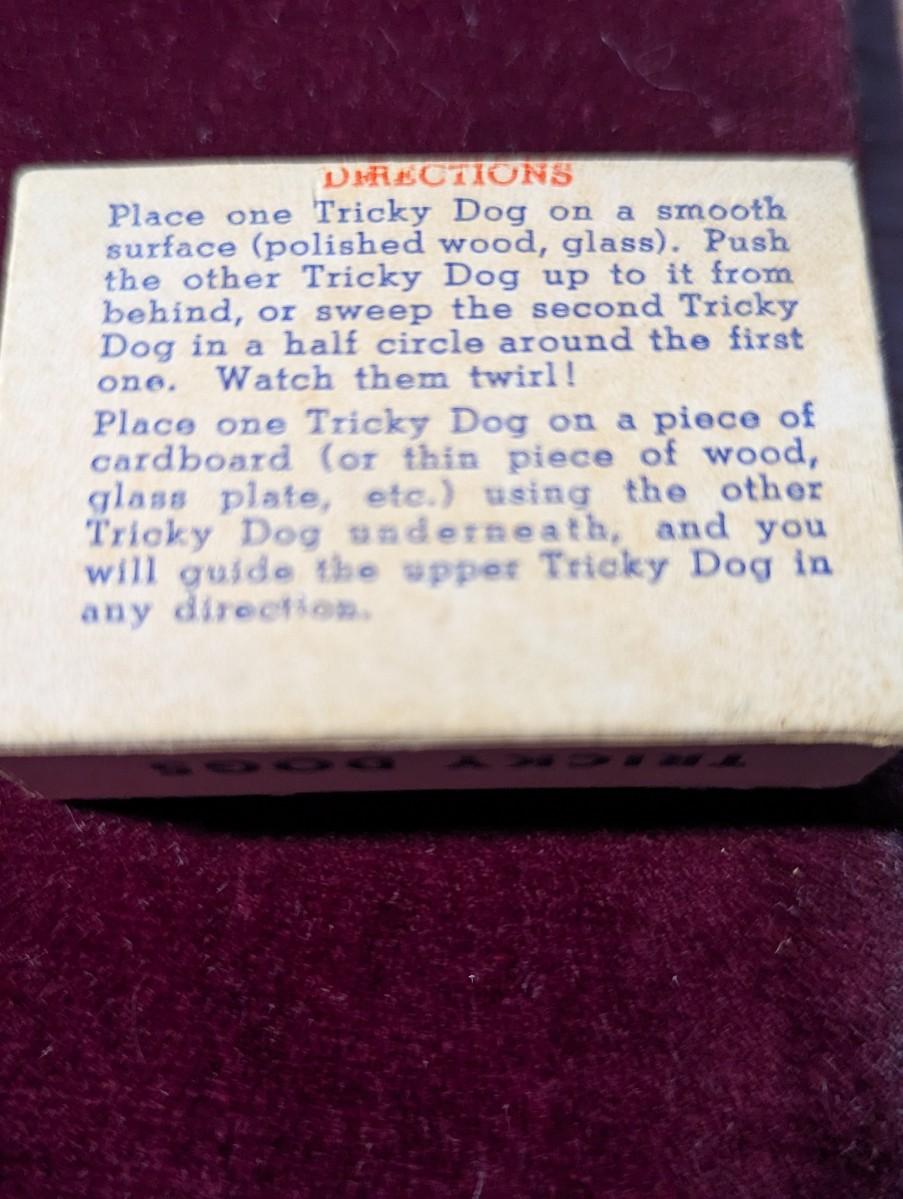 DIRECTIONS
Place one Tricky Dog on a smooth
surface (polished wood, glass). Push
the other Tricky Dog up to it from
behind, or sweep the second Tricky
Dog in a half circle around the first
one. Watch them twirl!
Place one Tricky Dog on a piece of
cardboard (or thin piece of wood,
glass plate, etc.) using the other
Tricky Dog underneath, and you
will guide the upper Tricky Dog in
any direction.
TRICKY DOGS